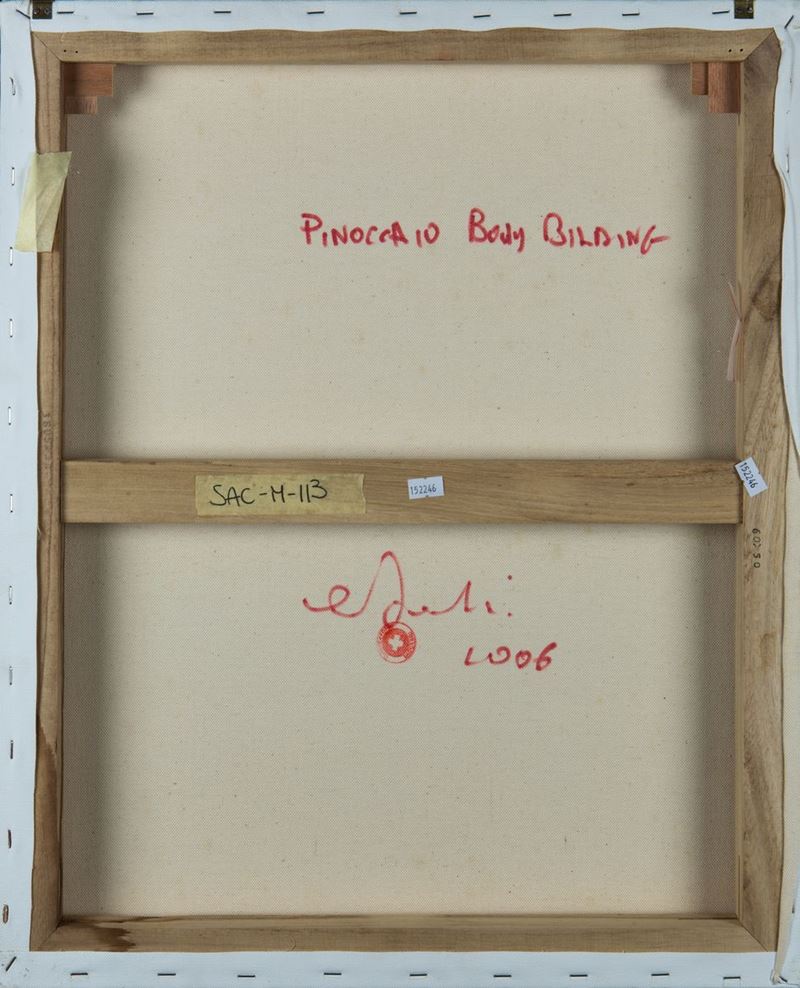 PINOCCHIO BODY BILDING
SAC-M-113
152246
152246
60 50
2006